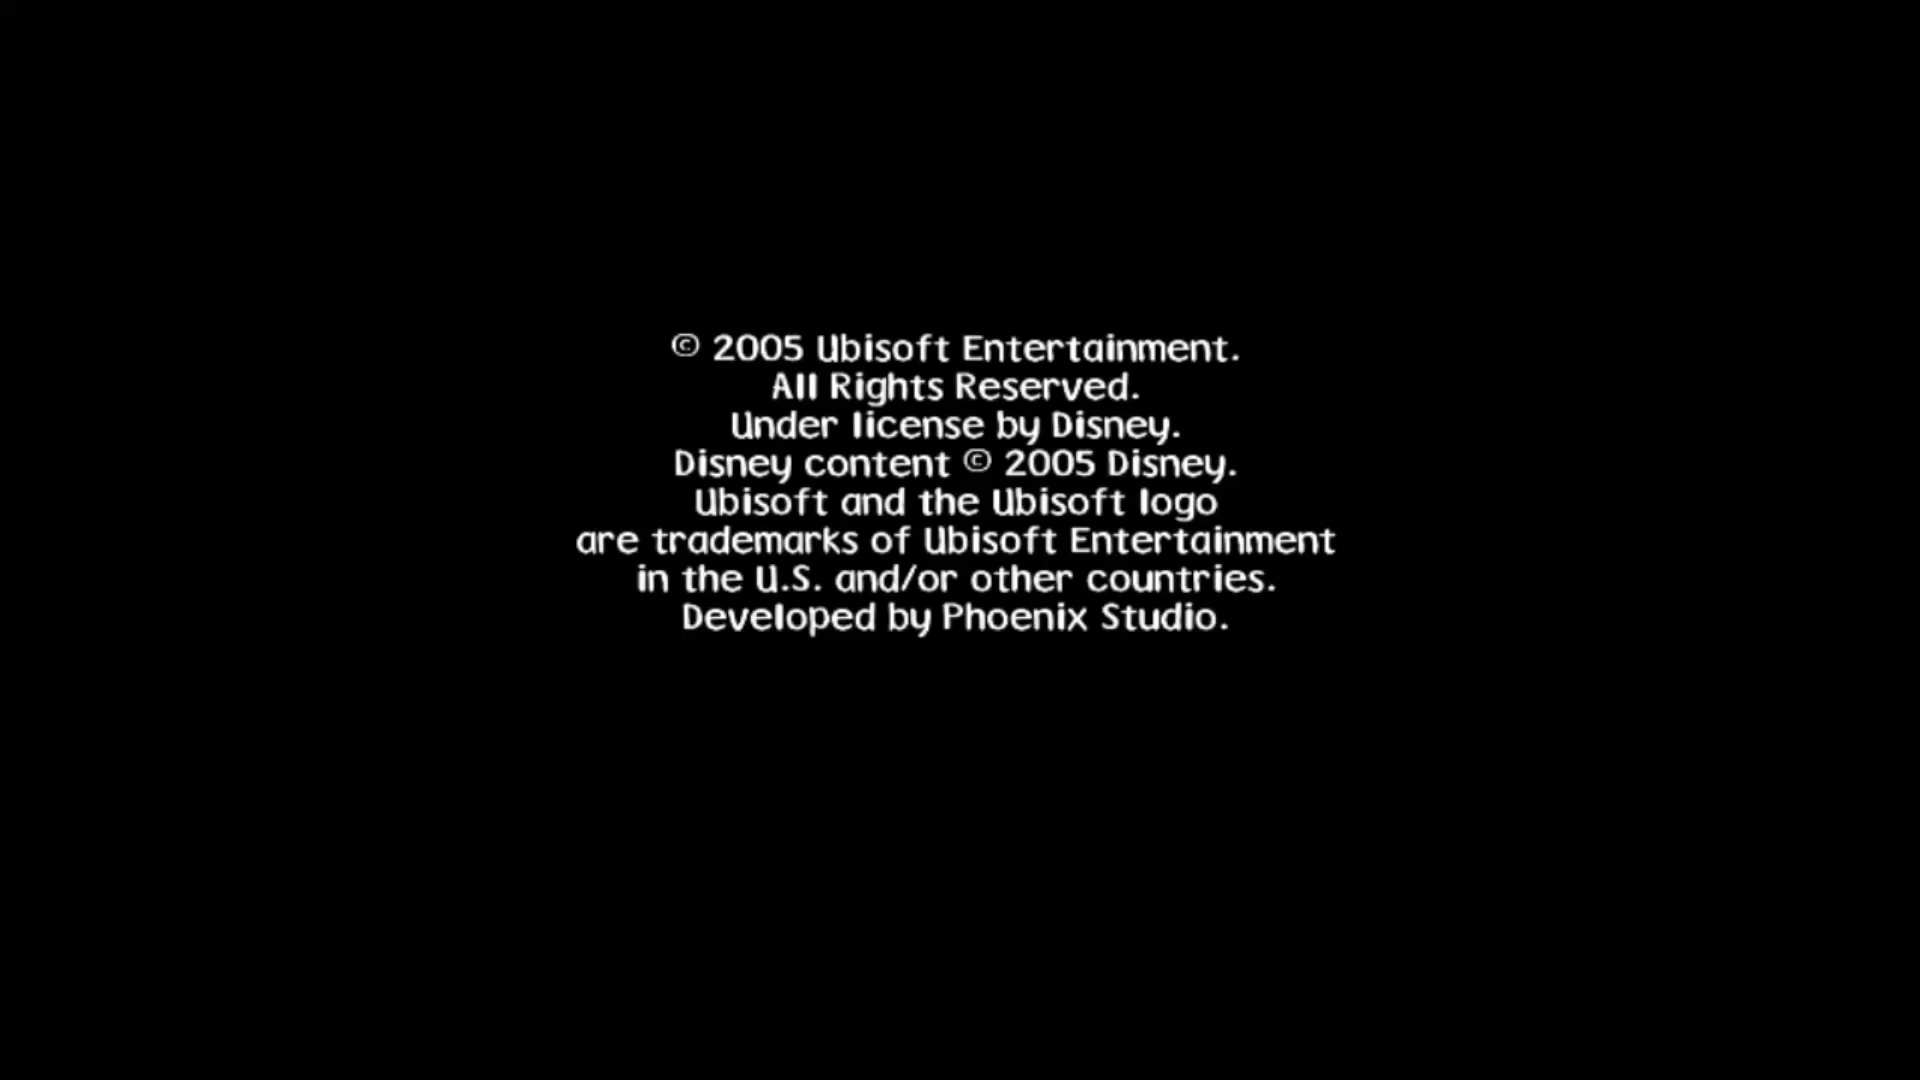 © 2005 Ubisoft Entertainment.
All Rights Reserved.
Under license by Disney.
Disney content © 2005 Disney.
Ubisoft and the Ubisoft logo
are trademarks of Ubisoft Entertainment
in the U.S. and/or other countries.
Developed by Phoenix Studio.